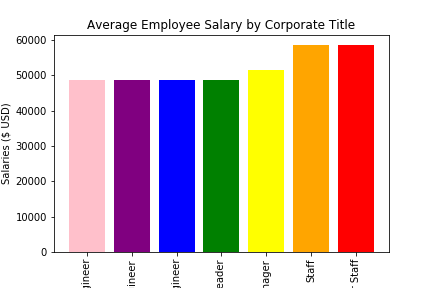 Average Employee Salary by Corporate Title
Salaries ($ USD)
60000
50000
40000
30000
20000
10000
0
gineer
ineer
gineer
eader
nager
Staff
Staff